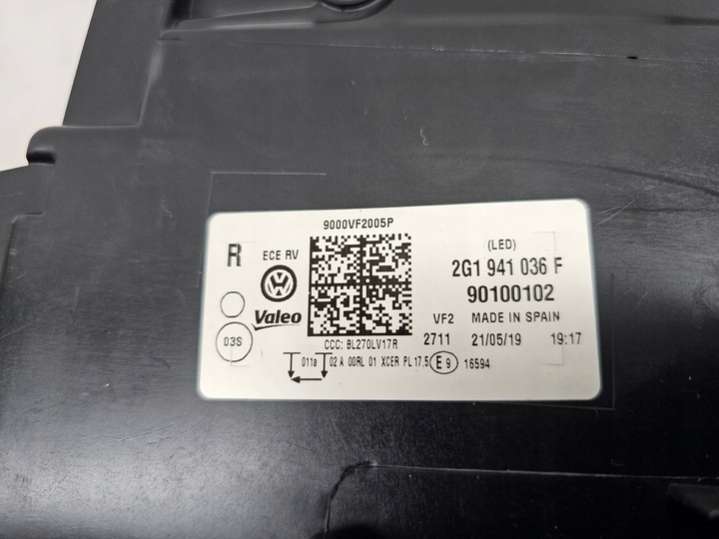 9000VF2005P
R ECE RV (LED)
2G1 941 036 F
90100102
Valeo VF2 MADE IN SPAIN
03S 2711 21/05/19 19:17
CCC: BL270LV17R
011a 02 A 00RL 01 XCER PL 17,5 E9 16594